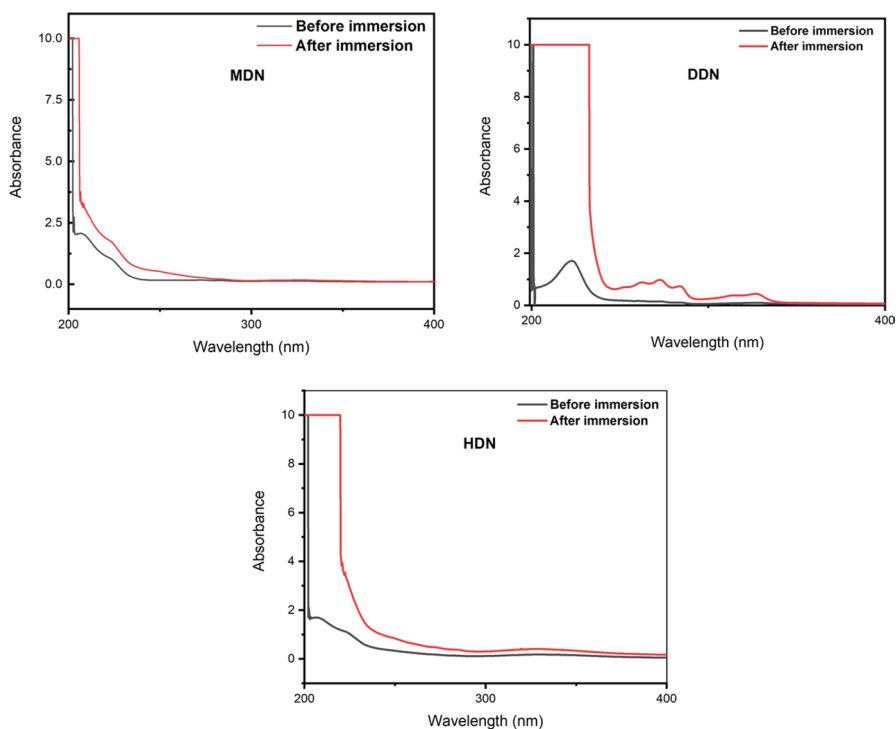 Before immersion
After immersion
MDN
10.0
7.5
5.0
2.5
0.0
Absorbance
200
300
400
Wavelength (nm)
Before immersion
After immersion
DDN
10
8
6
4
2
0
Absorbance
200
400
Wavelength (nm)
Before immersion
After immersion
HDN
10
8
6
4
2
0
Absorbance
200
300
400
Wavelength (nm)